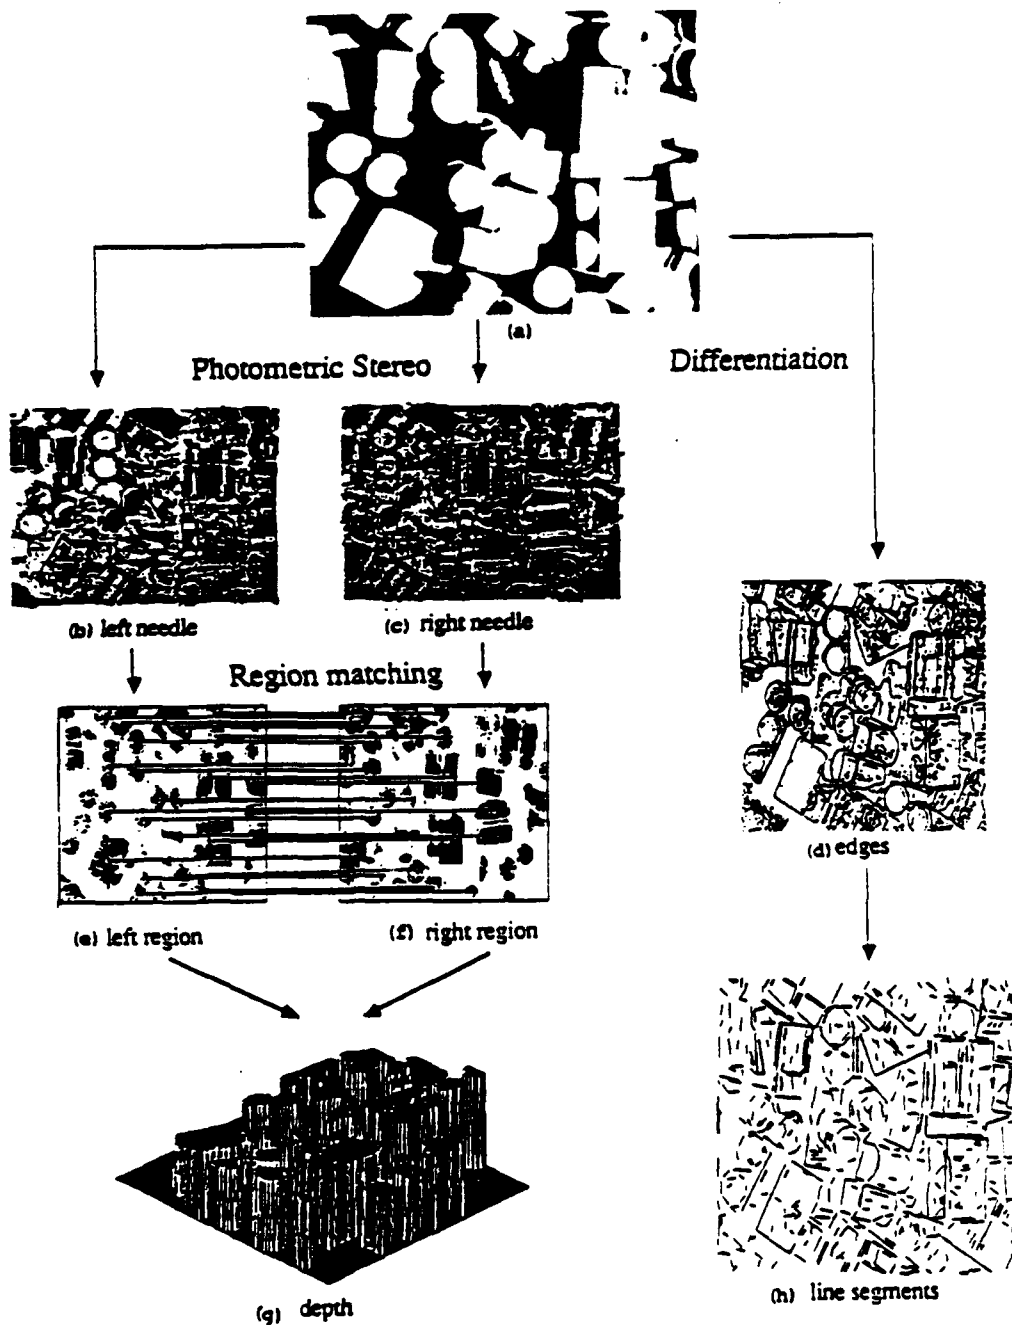 (a)
Photometric Stereo
Differentiation
(b) left needle
(c) right needle
Region matching
(d) edges
(e) left region
(f) right region
(g) depth
(h) line segments